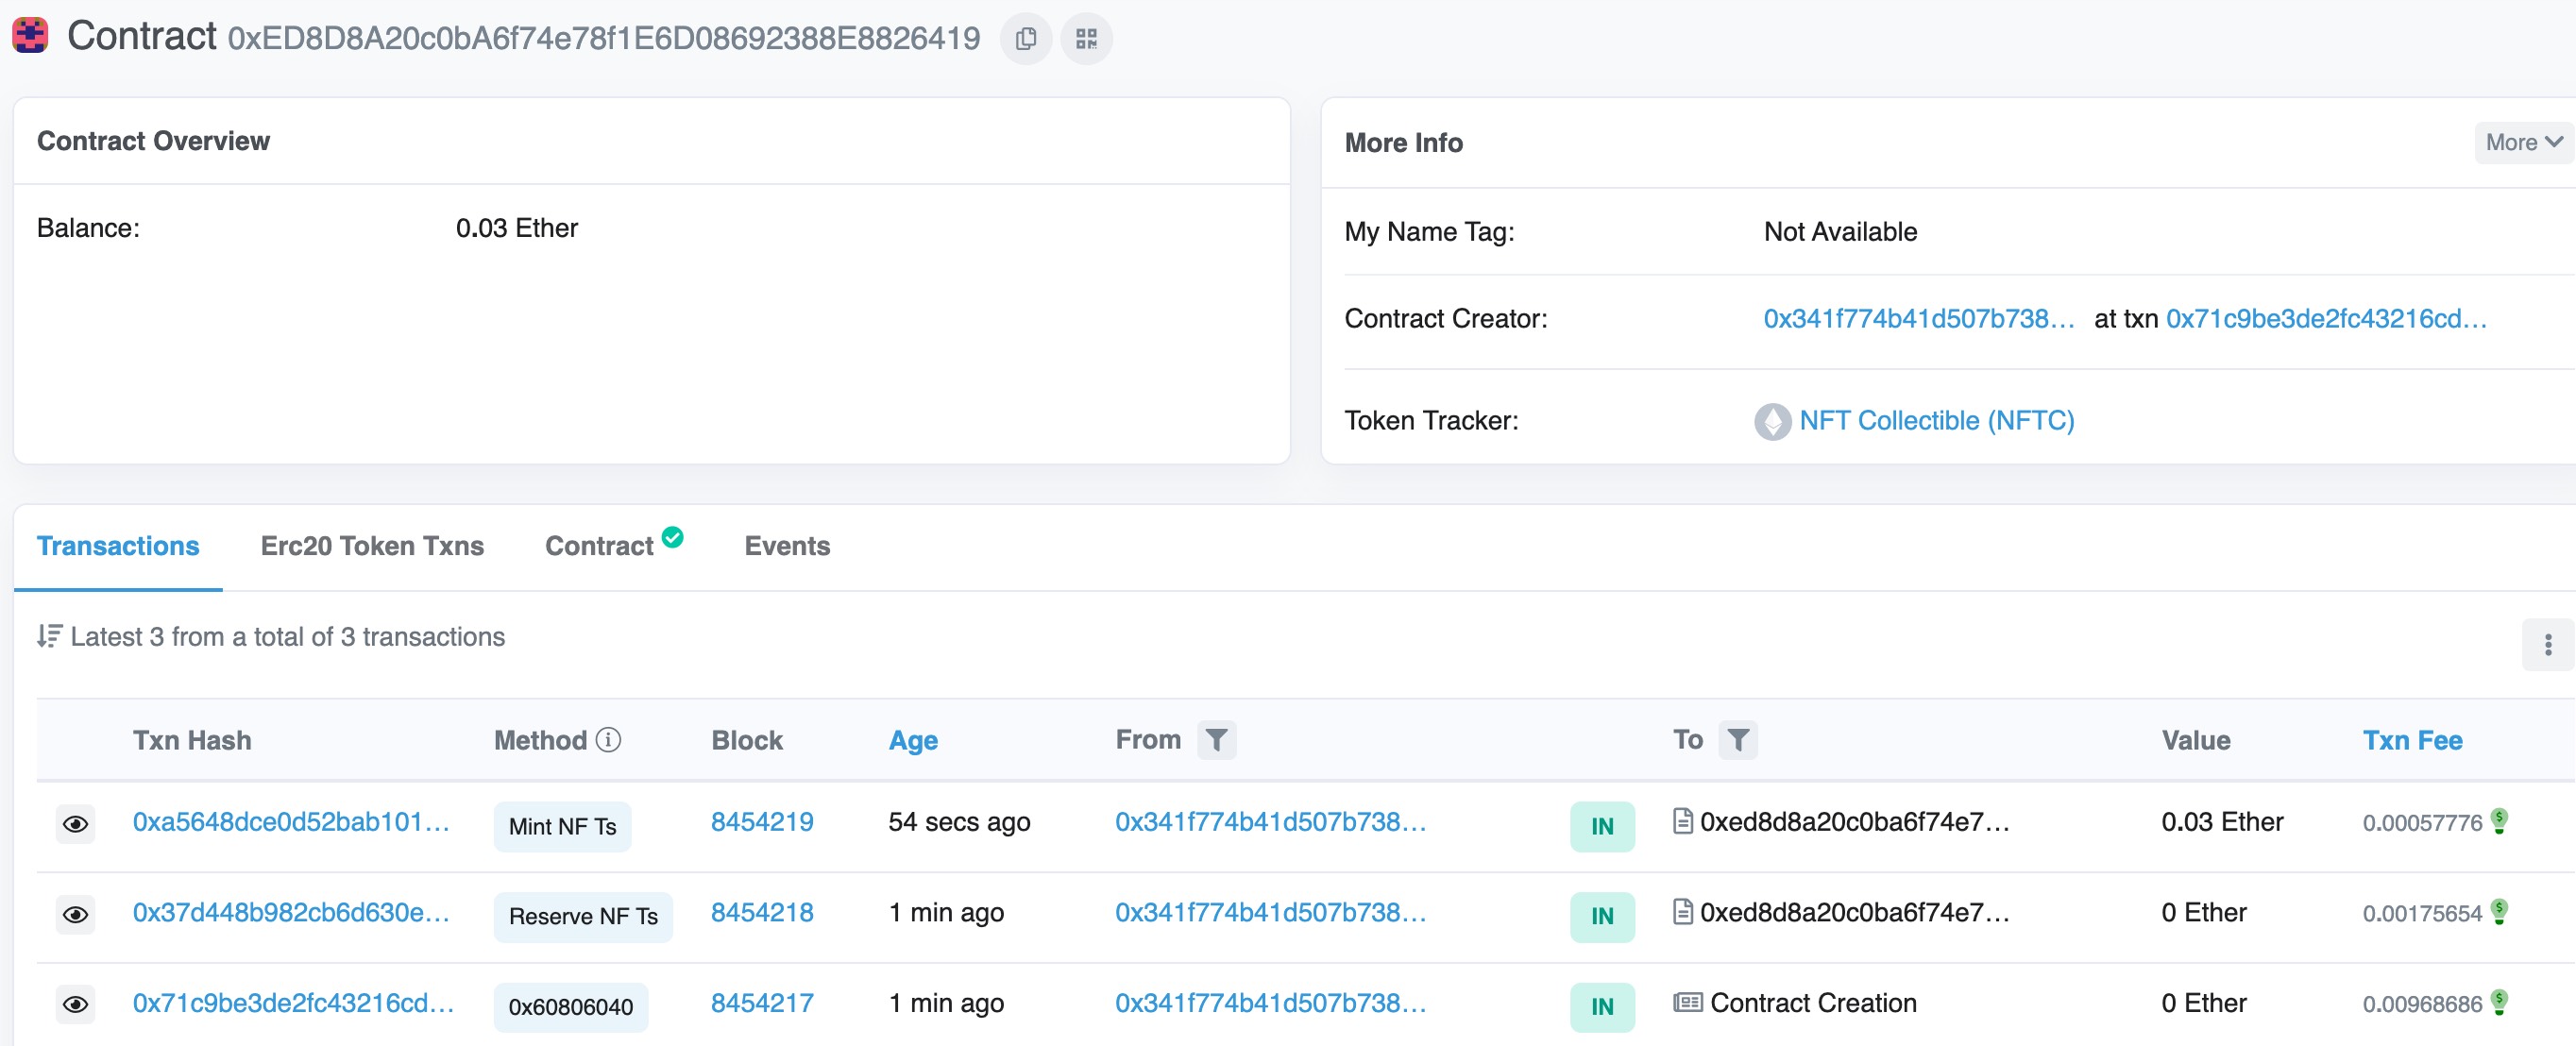 Contract 0xED8D8A20c0bA6f74e78f1E6D08692388E8826419
Contract Overview
Balance: 0.03 Ether
More Info
More
My Name Tag: Not Available
Contract Creator: 0x341f774b41d507b738... at txn 0x71c9be3de2fc43216cd...
Token Tracker: NFT Collectible (NFTC)
Transactions Erc20 Token Txns Contract Events
Latest 3 from a total of 3 transactions
Txn Hash Method Block Age From To Value Txn Fee
0xa5648dce0d52bab101... Mint NF Ts 8454219 54 secs ago 0x341f774b41d507b738... IN 0xed8d8a20c0ba6f74e7... 0.03 Ether 0.00057776
0x37d448b982cb6d630e... Reserve NF Ts 8454218 1 min ago 0x341f774b41d507b738... IN 0xed8d8a20c0ba6f74e7... 0 Ether 0.00175654
0x71c9be3de2fc43216cd... 0x60806040 8454217 1 min ago 0x341f774b41d507b738... IN Contract Creation 0 Ether 0.00968686